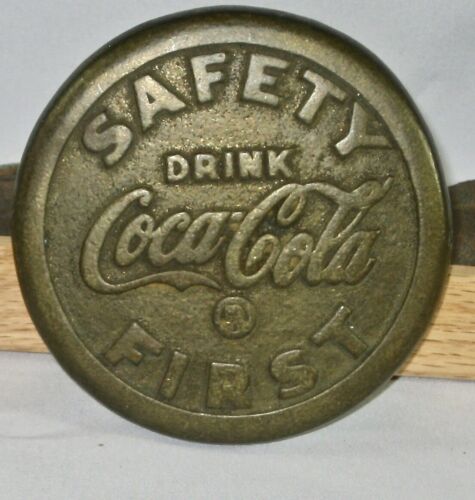 SAFETY
DRINK
Coca-Cola
FIRST